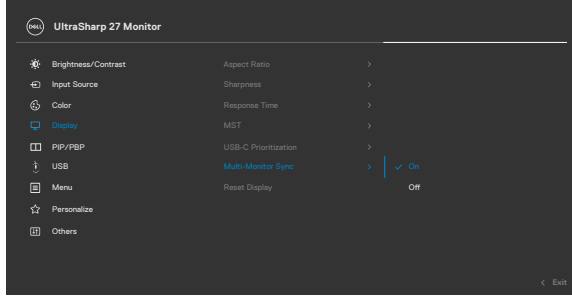 DELL UltraSharp 27 Monitor
Brightness/Contrast
Input Source
Color
Display
PIP/PBP
USB
Menu
Personalize
Others
Aspect Ratio
Sharpness
Response Time
MST
USB-C Prioritization
Multi-Monitor Sync
Reset Display
On
Off
Exit